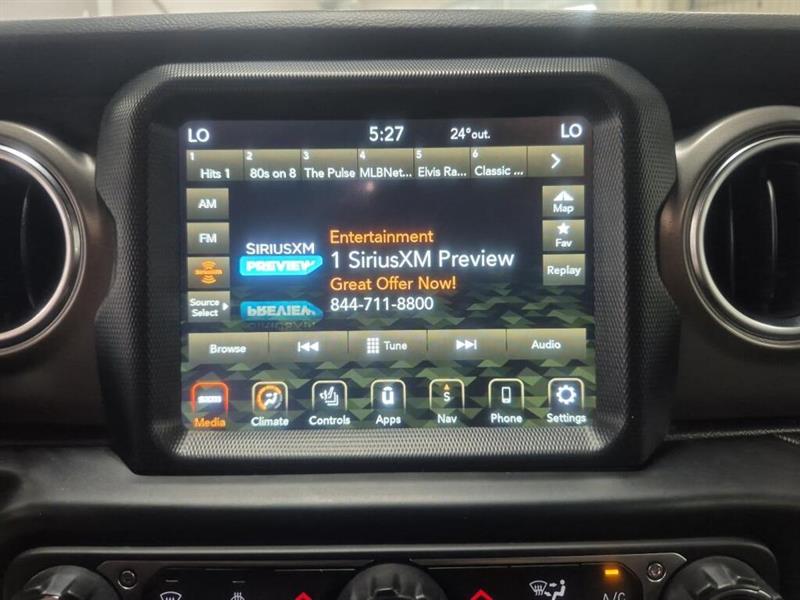 LO 5:27 24° out. LO
1 2 3 4 5 6
Hits 1 80s on 8 The Pulse MLBNet... Elvis Ra... Classic ...
AM
Map
FM
Fav
SIRIUSXM
PREVIEW
Entertainment
1 SiriusXM Preview
Great Offer Now!
844-711-8800
Replay
Source
Select
Browse Tune Audio
S
Media Climate Controls Apps Nav Phone Settings
A/C